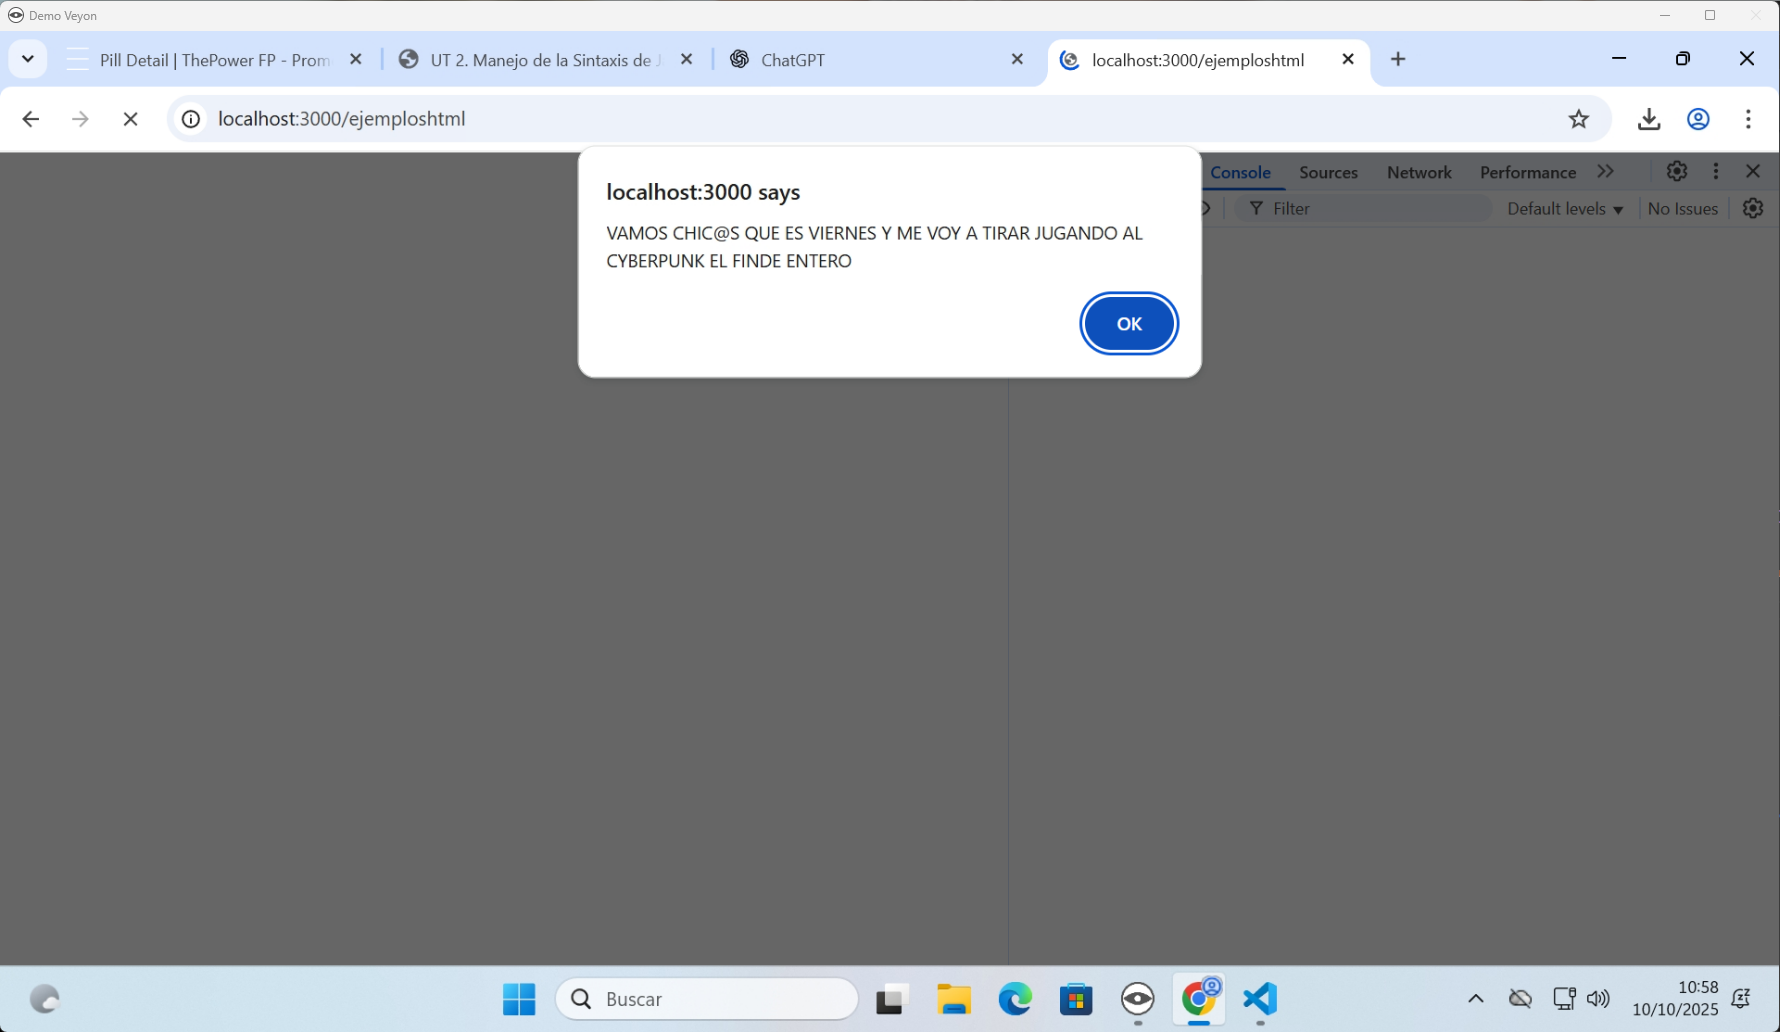 Demo Veyon
Pill Detail | ThePower FP - Prom
UT 2. Manejo de la Sintaxis de J
ChatGPT
localhost:3000/ejemploshtml
localhost:3000/ejemploshtml
localhost:3000 says
VAMOS CHIC@S QUE ES VIERNES Y ME VOY A TIRAR JUGANDO AL
CYBERPUNK EL FINDE ENTERO
OK
Console
Sources
Network
Performance
Filter
Default levels
No Issues
Buscar
10:58
10/10/2025